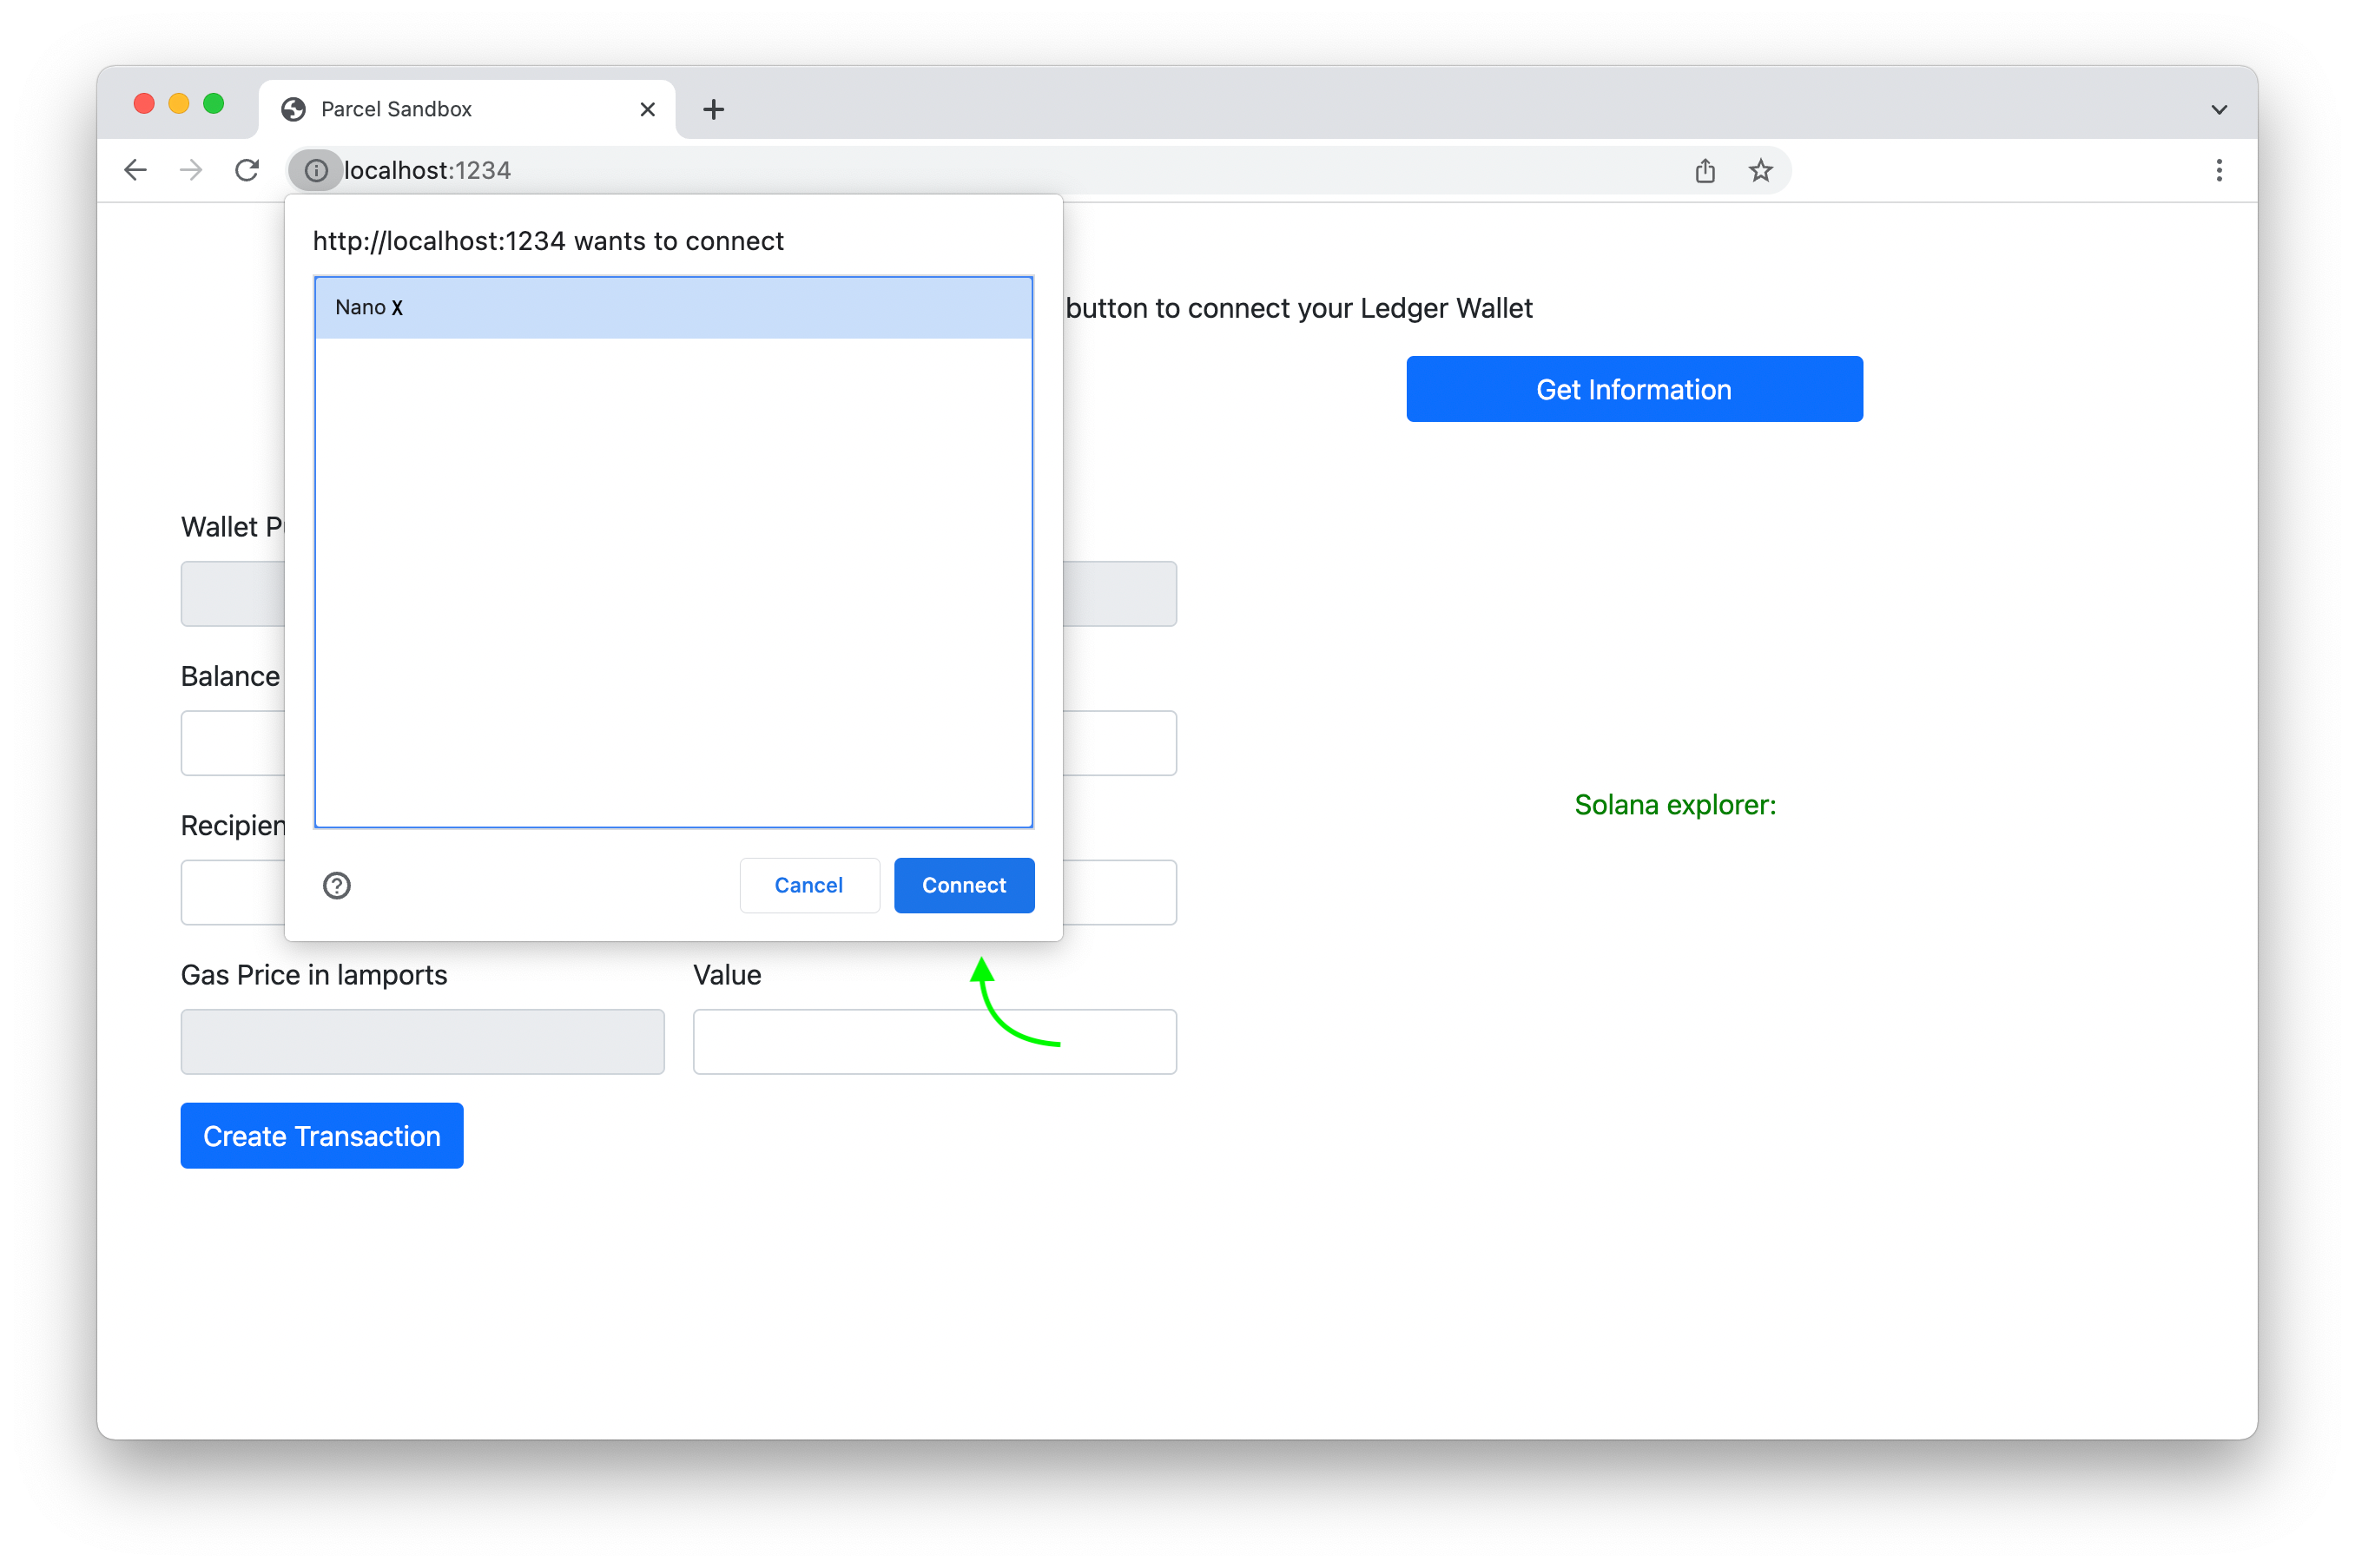 Parcel Sandbox
localhost:1234
http://localhost:1234 wants to connect
Nano X
button to connect your Ledger Wallet
Get Information
Wallet
Balance
Solana explorer:
Cancel
Connect
Gas Price in lamports
Value
Create Transaction